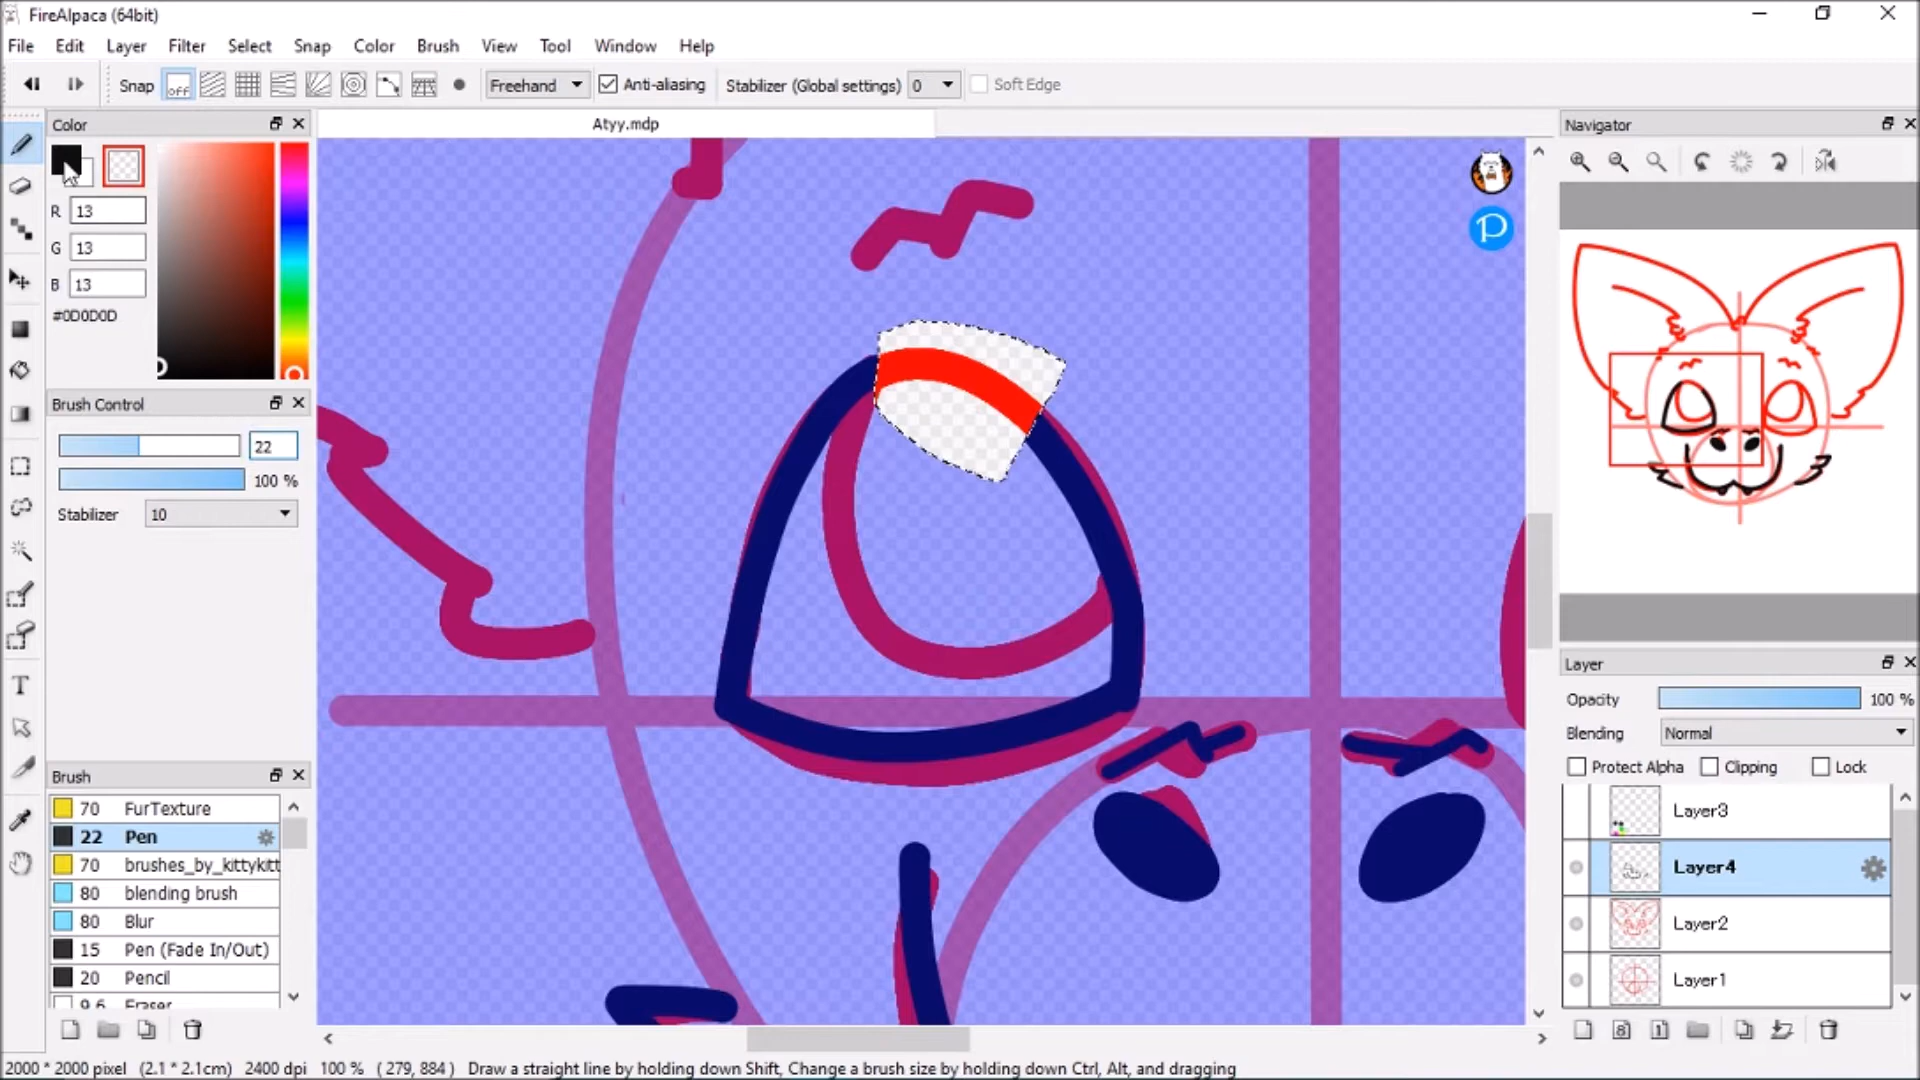 FireAlpaca (64bit)
File Edit Layer Filter Select Snap Color Brush View Tool Window Help
Snap off Freehand Anti-aliasing Stabilizer (Global settings) 0 Soft Edge
Color
R 13
G 13
B 13
#0D0D0D
Brush Control
22
100 %
Stabilizer 10
Brush
70 FurTexture
22 Pen
70 brushes_by_kittykitt
80 blending brush
80 Blur
15 Pen (Fade In/Out)
20 Pencil
9.6 Eraser
Atyy.mdp
P
Navigator
Layer
Opacity 100 %
Blending Normal
Protect Alpha Clipping Lock
Layer3
Layer4
Layer2
Layer1
8 1
2000 * 2000 pixel (2.1 * 2.1cm) 2400 dpi 100 % ( 279, 884 ) Draw a straight line by holding down Shift, Change a brush size by holding down Ctrl, Alt, and dragging